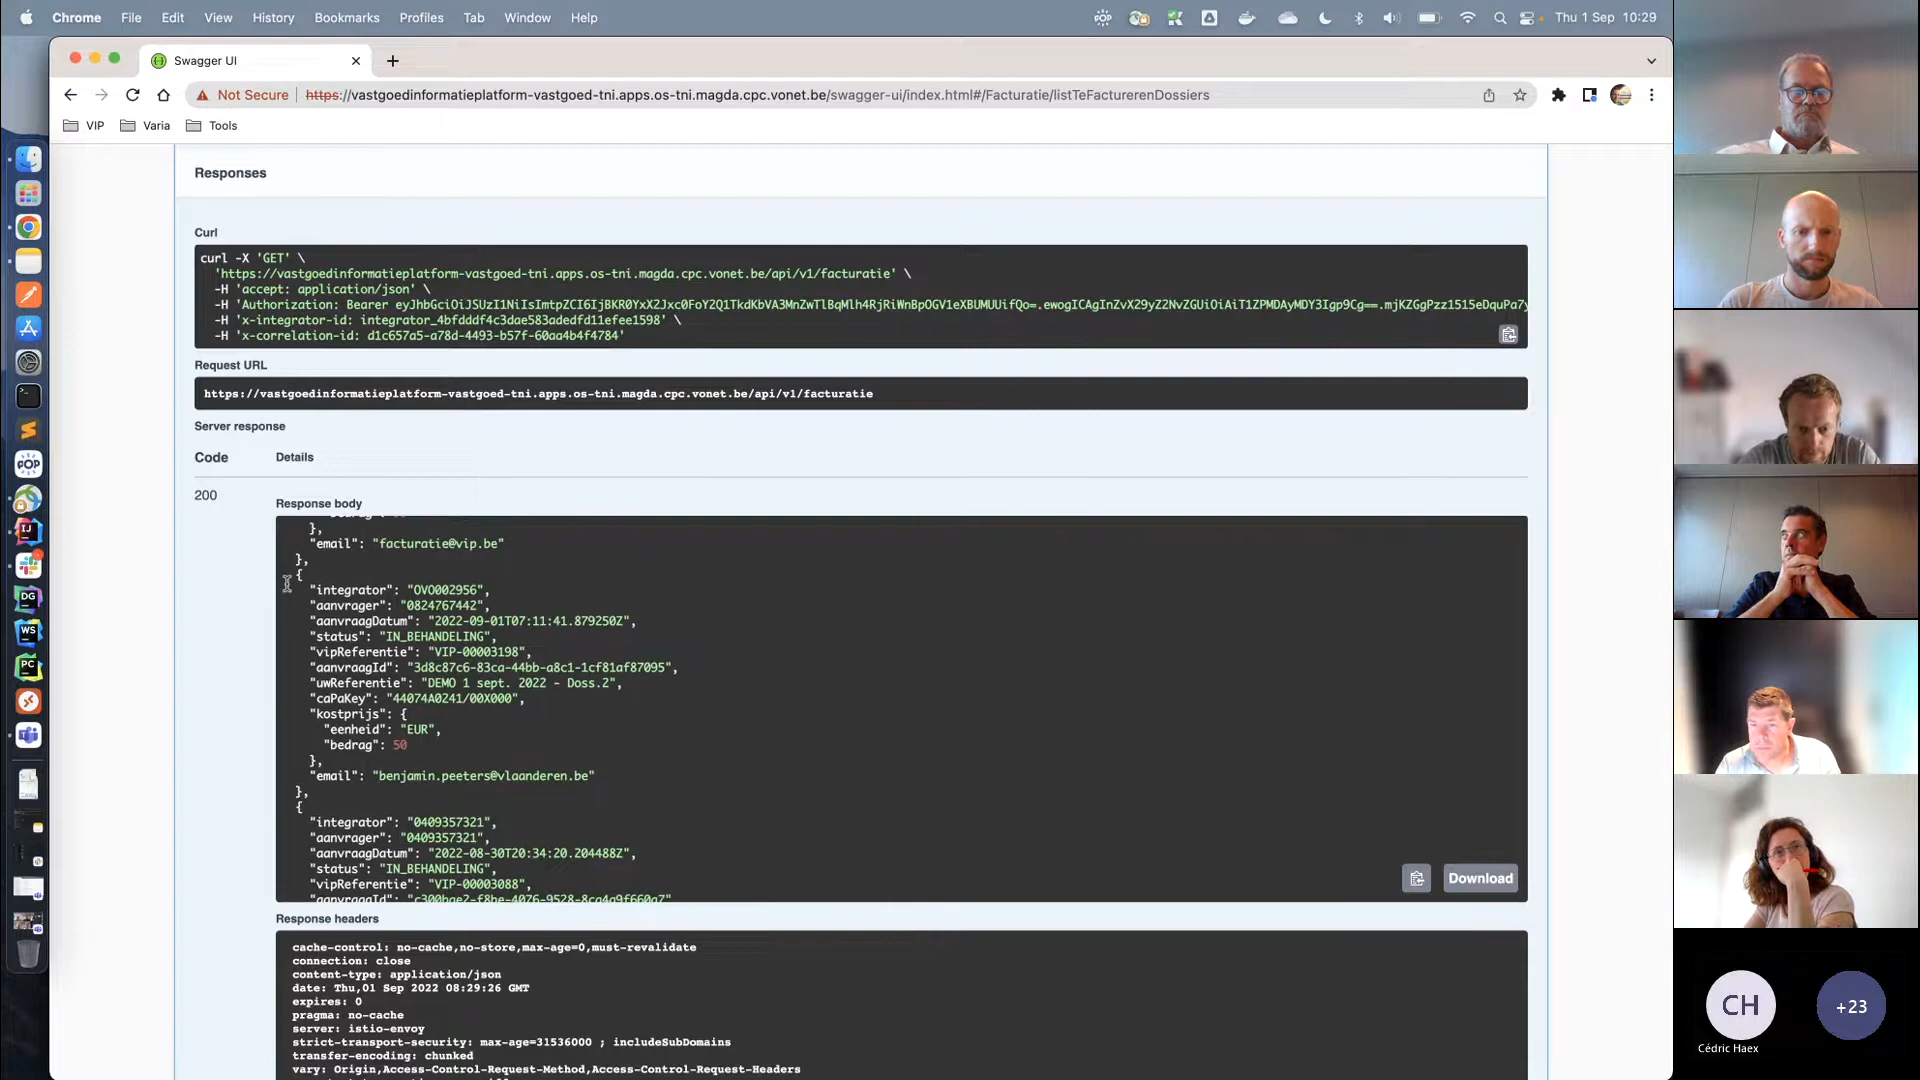 Chrome File Edit View History Bookmarks Profiles Tab Window Help
Thu 1 Sep 10:29
Swagger UI
Not Secure https://vastgoedinformatieplatform-vastgoed-tni.apps.os-tni.magda.cpc.vonet.be/swagger-ui/index.html#/Facturatie/listTeFacturerenDossiers
VIP Varia Tools
Responses
Curl
curl -X 'GET' \
'https://vastgoedinformatieplatform-vastgoed-tni.apps.os-tni.magda.cpc.vonet.be/api/v1/facturatie' \
-H 'accept: application/json' \
-H 'Authorization: Bearer
-H 'x-integrator-id: integrator_4bfdddf4c3dae583adedfd11efee1598' \
-H 'x-correlation-id: d1c657a5-a78d-4493-b57f-60aa4b4f4784'
Request URL
https://vastgoedinformatieplatform-vastgoed-tni.apps.os-tni.magda.cpc.vonet.be/api/v1/facturatie
Server response
Code Details
200
Response body
},
"email": "facturatie@vip.be"
},
{
"integrator": "OVO002956",
"aanvrager": "0824767442",
"aanvraagDatum": "2022-09-01T07:11:41.879250Z",
"status": "IN_BEHANDELING",
"vipReferentie": "VIP-00003198",
"aanvraagId": "3d8c87c6-83ca-44bb-a8c1-1cf81af87095",
"uwReferentie": "DEMO 1 sept. 2022 - Doss.2",
"caPaKey": "44074A0241/00X000",
"kostprijs": {
"eenheid": "EUR",
"bedrag": 50
},
"email": "benjamin.peeters@vlaanderen.be"
},
{
"integrator": "0409357321",
"aanvrager": "0409357321",
"aanvraagDatum": "2022-08-30T20:34:20.204488Z",
"status": "IN_BEHANDELING",
"vipReferentie": "VIP-00003088",
"aanvraagId": "c300bae2-f8be-4076-9528-8ca4a9f660a7"
Download
Response headers
cache-control: no-cache,no-store,max-age=0,must-revalidate
connection: close
content-type: application/json
date: Thu,01 Sep 2022 08:29:26 GMT
expires: 0
pragma: no-cache
server: istio-envoy
strict-transport-security: max-age=31536000 ; includeSubDomains
transfer-encoding: chunked
vary: Origin,Access-Control-Request-Method,Access-Control-Request-Headers
CH
+23
Cédric Haex